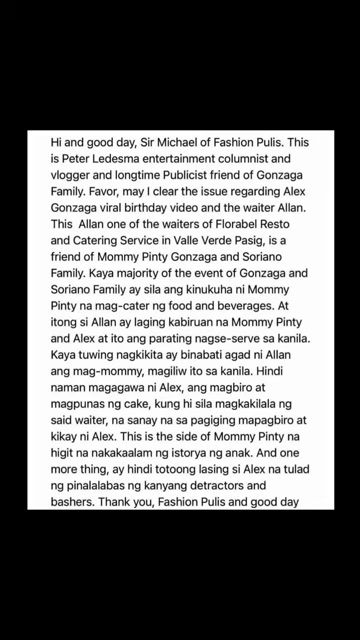 Hi and good day, Sir Michael of Fashion Pulis. This
is Peter Ledesma entertainment columnist and
vlogger and longtime Publicist friend of Gonzaga
Family. Favor, may I clear the issue regarding Alex
Gonzaga viral birthday video and the waiter Allan.
This  Allan one of the waiters of Florabel Resto
and Catering Service in Valle Verde Pasig, is a
friend of Mommy Pinty Gonzaga and Soriano
Family. Kaya majority of the event of Gonzaga and
Soriano Family ay sila ang kinukuha ni Mommy
Pinty na mag-cater ng food and beverages. At
itong si Allan ay laging kabiruan na Mommy Pinty
and Alex at ito ang parating nagse-serve sa kanila.
Kaya tuwing nagkikita ay binabati agad ni Allan
ang mag-mommy, magiliw ito sa kanila. Hindi
naman magagawa ni Alex, ang magbiro at
magpunas ng cake, kung hi sila magkakilala ng
said waiter, na sanay na sa pagiging mapagbiro at
kikay ni Alex. This is the side of Mommy Pinty na
higit na nakakaalam ng istorya ng anak. And one
more thing, ay hindi totoong lasing si Alex na tulad
ng pinalalabas ng kanyang detractors and
bashers. Thank you, Fashion Pulis and good day